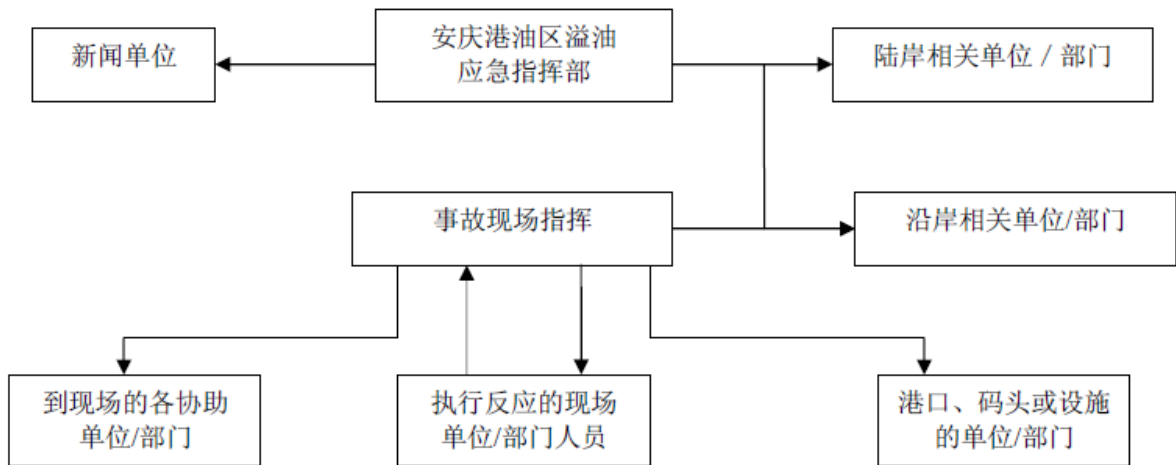 新闻单位
安庆港油区溢油
应急指挥部
陆岸相关单位／部门
事故现场指挥
沿岸相关单位/部门
到现场的各协助
单位/部门
执行反应的现场
单位/部门人员
港口、码头或设施
的单位/部门